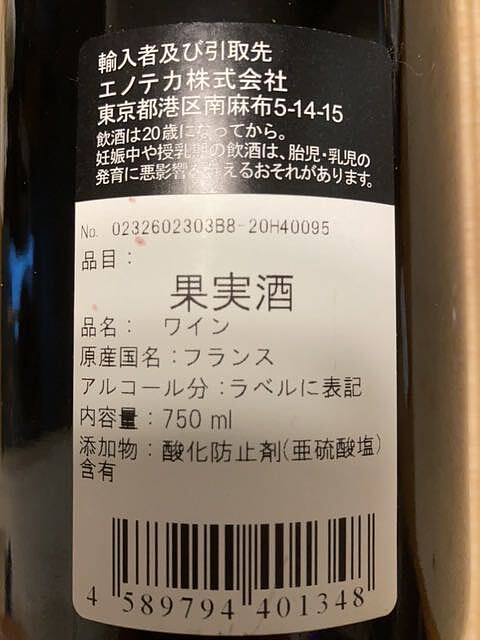 輸入者及び引取先
エノテカ株式会社
東京都港区南麻布5-14-15
飲酒は20歳になってから。
妊娠中や授乳期の飲酒は、胎児・乳児の
発育に悪影響を与えるおそれがあります。
No. 0232602303B8-20H40095
品目：
果実酒
品名： ワイン
原産国名：フランス
アルコール分：ラベルに表記
内容量：750 ml
添加物：酸化防止剤(亜硫酸塩)
含有
4 589794 401348